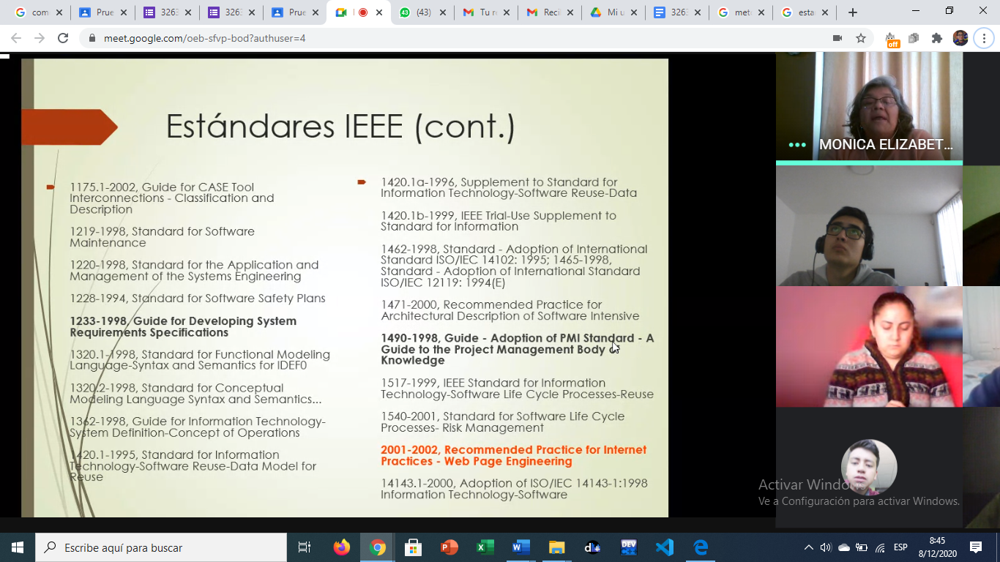 com
Prue
3263
3263
Prue
43
(43)
Tu r
Reci
Mi u
3263
met
esta
meet.google.com/oeb-sfvp-bod?authuser=4
off
Estándares IEEE (cont.)
1175.1-2002, Guide for CASE Tool
Interconnections - Classification and
Description
1219-1998, Standard for Software
Maintenance
1220-1998, Standard for the Application and
Management of the Systems Engineering
1228-1994, Standard for Software Safety Plans
1233-1998, Guide for Developing System
Requirements Specifications
1320.1-1998, Standard for Functional Modeling
Language-Syntax and Semantics for IDEF0
1320.2-1998, Standard for Conceptual
Modeling Language Syntax and Semantics...
1362-1998, Guide for Information Technology-
System Definition-Concept of Operations
1420.1-1995, Standard for Information
Technology-Software Reuse-Data Model for
Reuse
1420.1a-1996, Supplement to Standard for
Information Technology-Software Reuse-Data
1420.1b-1999, IEEE Trial-Use Supplement to
Standard for Information
1462-1998, Standard - Adoption of International
Standard ISO/IEC 14102: 1995; 1465-1998,
Standard - Adoption of International Standard
ISO/IEC 12119: 1994(E)
1471-2000, Recommended Practice for
Architectural Description of Software Intensive
1490-1998, Guide - Adoption of PMI Standard - A
Guide to the Project Management Body of
Knowledge
1517-1999, IEEE Standard for Information
Technology-Software Life Cycle Processes-Reuse
1540-2001, Standard for Software Life Cycle
Processes- Risk Management
2001-2002, Recommended Practice for Internet
Practices - Web Page Engineering
14143.1-2000, Adoption of ISO/IEC 14143-1:1998
Information Technology-Software
MONICA ELIZABET...
Activar Windows
Ve a Configuración para activar Windows.
Escribe aquí para buscar
DEV
ESP
8:45
8/12/2020